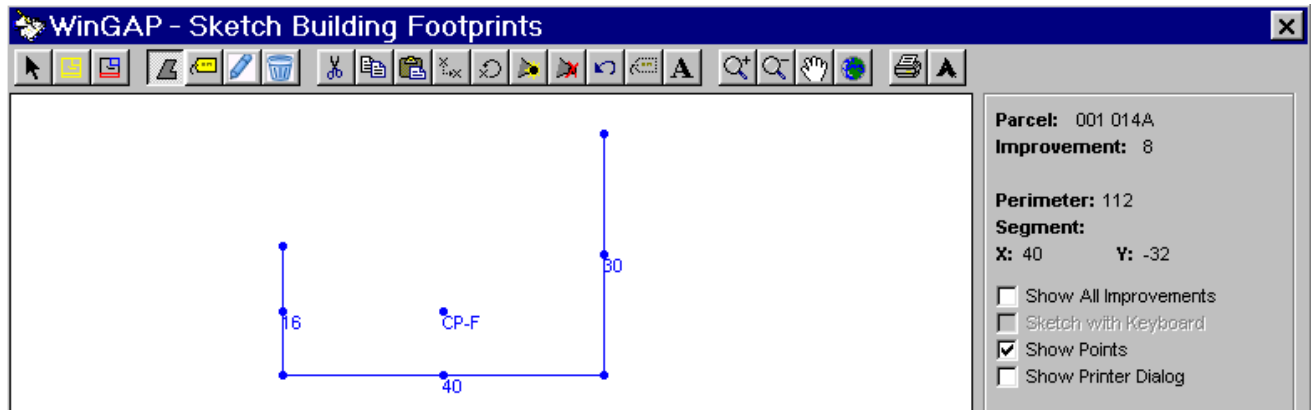 WinGAP - Sketch Building Footprints
A
Parcel: 001 014A
Improvement: 8
Perimeter: 112
Segment:
X: 40 Y: -32
Show All Improvements
Sketch with Keyboard
Show Points
Show Printer Dialog
30
16
CP-F
40